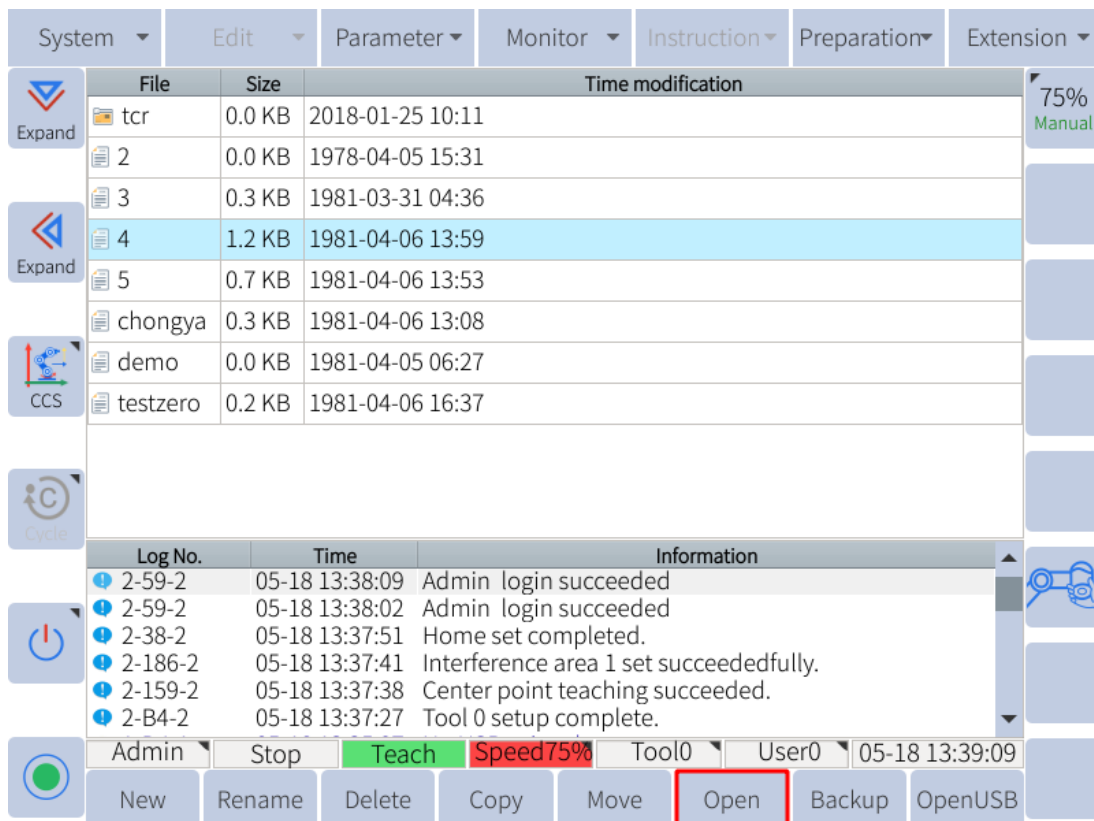 System Edit Parameter Monitor Instruction Preparation Extension
File Size Time modification
75%
Manual
Expand
tcr 0.0 KB 2018-01-25 10:11
2 0.0 KB 1978-04-05 15:31
3 0.3 KB 1981-03-31 04:36
4 1.2 KB 1981-04-06 13:59
Expand
5 0.7 KB 1981-04-06 13:53
chongya 0.3 KB 1981-04-06 13:08
demo 0.0 KB 1981-04-05 06:27
CCS
testzero 0.2 KB 1981-04-06 16:37
C
Cycle
Log No. Time Information
2-59-2 05-18 13:38:09 Admin login succeeded
2-59-2 05-18 13:38:02 Admin login succeeded
2-38-2 05-18 13:37:51 Home set completed.
2-186-2 05-18 13:37:41 Interference area 1 set succeededfully.
2-159-2 05-18 13:37:38 Center point teaching succeeded.
2-B4-2 05-18 13:37:27 Tool 0 setup complete.
Admin Stop Teach Speed75% Tool0 User0 05-18 13:39:09
New Rename Delete Copy Move Open Backup OpenUSB